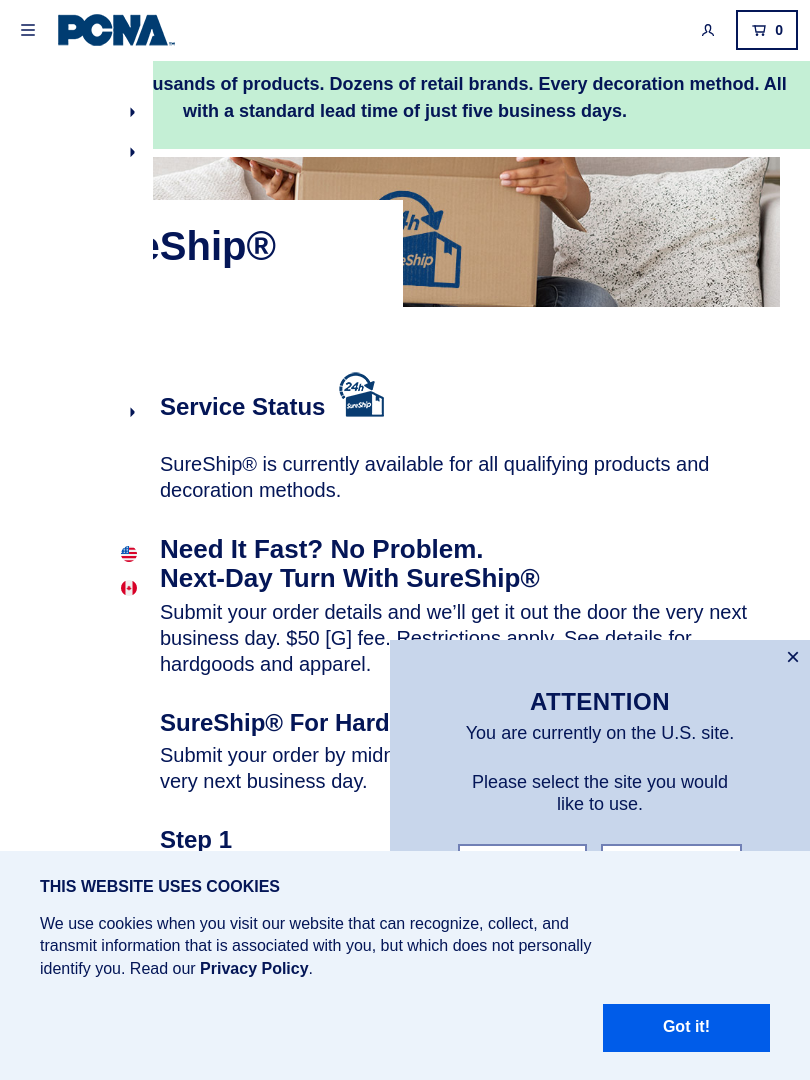 PCNA
0
usands of products. Dozens of retail brands. Every decoration method. All
with a standard lead time of just five business days.
eShip®
Service Status
24h
SureShip
SureShip® is currently available for all qualifying products and
decoration methods.
Need It Fast? No Problem.
Next-Day Turn With SureShip®
Submit your order details and we’ll get it out the door the very next
business day. $50 [G] fee. Restrictions apply. See details for
hardgoods and apparel.
SureShip® For Hard
Submit your order by midn
very next business day.
Step 1
ATTENTION
You are currently on the U.S. site.
Please select the site you would
like to use.
THIS WEBSITE USES COOKIES
We use cookies when you visit our website that can recognize, collect, and
transmit information that is associated with you, but which does not personally
identify you. Read our Privacy Policy.
Got it!